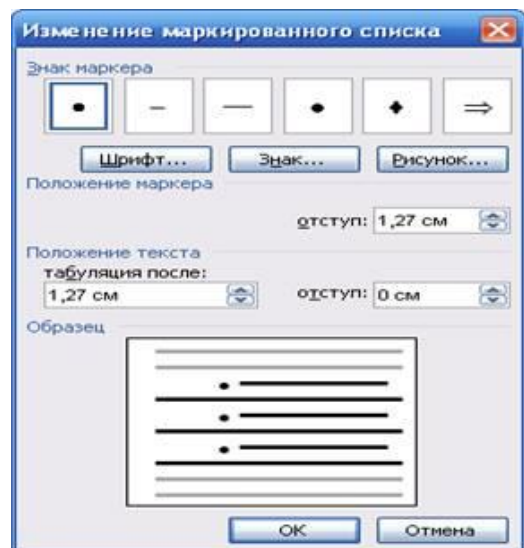 Изменение маркированного списка
Знак маркера
Шрифт... Знак... Рисунок...
Положение маркера
отступ: 1,27 см
Положение текста
табуляция после:
1,27 см отступ: 0 см
Образец
ОК Отмена